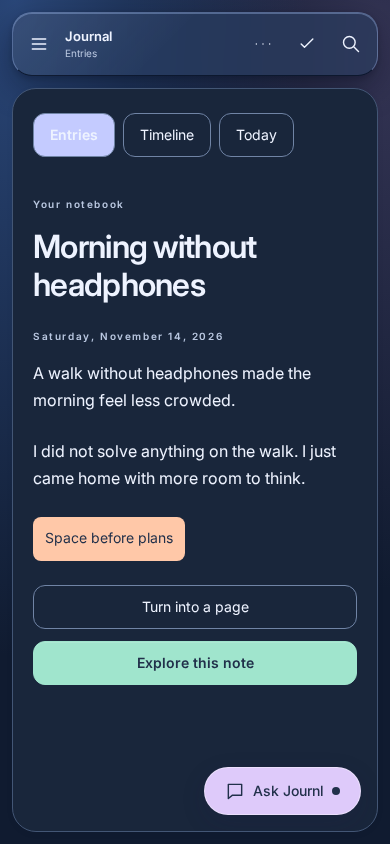 Journal
Entries
Entries
Timeline
Today
Your notebook
Morning without
headphones
Saturday, November 14, 2026
A walk without headphones made the
morning feel less crowded.
I did not solve anything on the walk. I just
came home with more room to think.
Space before plans
Turn into a page
Explore this note
Ask Journl